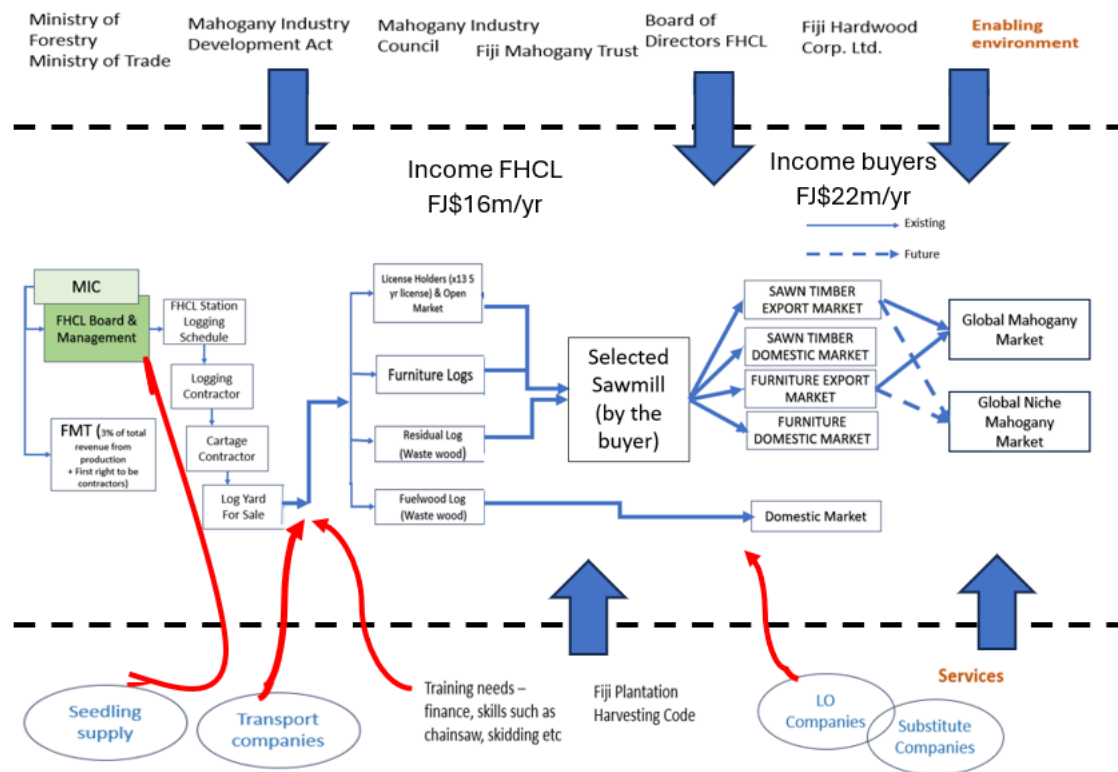 Ministry of
Forestry
Ministry of Trade
Mahogany Industry
Development Act
Mahogany Industry
Council
Fiji Mahogany Trust
Board of
Directors FHCL
Fiji Hardwood
Corp. Ltd.
Enabling
environment
Income FHCL
FJ$16m/yr
Income buyers
FJ$22m/yr
Existing
Future
MIC
FHCL Board &
Management
FHCL Station
Logging
Schedule
Logging
Contractor
Cartage
Contractor
Log Yard
For Sale
FMT (3% of total
revenue from
production
+ First right to be
contractors)
License Holders (x13 5
yr license) & Open
Market
Furniture Logs
Residual Log
(Waste wood)
Fuelwood Log
(Waste wood)
Selected
Sawmill
(by the
buyer)
SAWN TIMBER
EXPORT MARKET
SAWN TIMBER
DOMESTIC MARKET
FURNITURE EXPORT
MARKET
FURNITURE
DOMESTIC MARKET
Domestic Market
Global Mahogany
Market
Global Niche
Mahogany
Market
Seedling
supply
Transport
companies
Training needs –
finance, skills such as
chainsaw, skidding etc
Fiji Plantation
Harvesting Code
LO
Companies
Substitute
Companies
Services